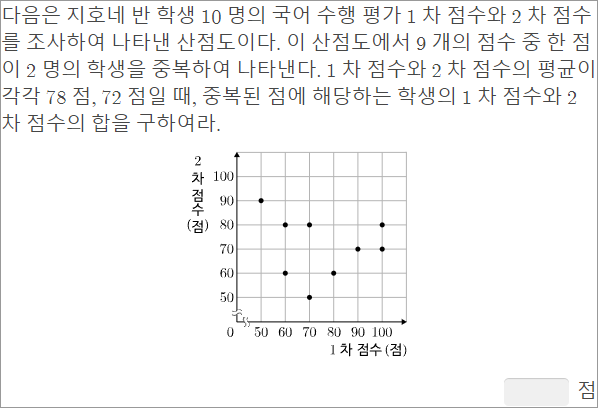 다음은 지호네 반 학생 10 명의 국어 수행 평가 1 차 점수와 2 차 점수
를 조사하여 나타낸 산점도이다. 이 산점도에서 9 개의 점수 중 한 점
이 2 명의 학생을 중복하여 나타낸다. 1 차 점수와 2 차 점수의 평균이
각각 78 점, 72 점일 때, 중복된 점에 해당하는 학생의 1 차 점수와 2
차 점수의 합을 구하여라.
2
차
점
수
(점)
100
90
80
70
60
50
0 50 60 70 80 90 100
1 차 점수 (점)
점